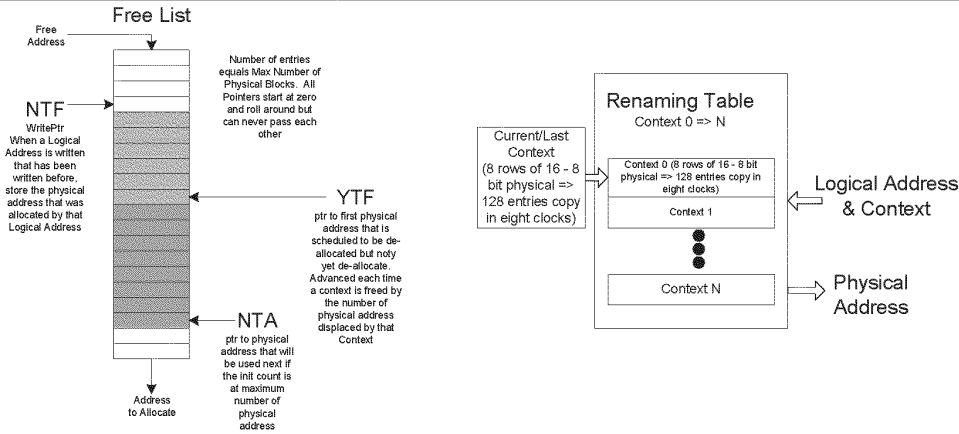 Free List
Free
Address
Number of entries
equals Max Number of
Physical Blocks. All
Pointers start at zero
and roll around but
can never pass each
other
NTF
WritePtr
When a Logical
Address is written
that has been
written before,
store the physical
address that was
allocated by that
Logical Address
YTF
ptr to first physical
address that is
scheduled to be de-
allocated but noty
yet de-allocate.
Advanced each time
a context is freed by
the number of
physical address
displaced by that
Context
NTA
ptr to physical
address that will
be used next if
the init count is
at maximum
number of
physical
address
Address
to Allocate
Current/Last
Context
(8 rows of 16 - 8
bit physical =>
128 entries copy
in eight clocks)
Renaming Table
Context 0 => N
Context 0 (8 rows of 16 - 8 bit
physical => 128 entries copy in
eight clocks)
Context 1
Context N
Logical Address
& Context
Physical
Address